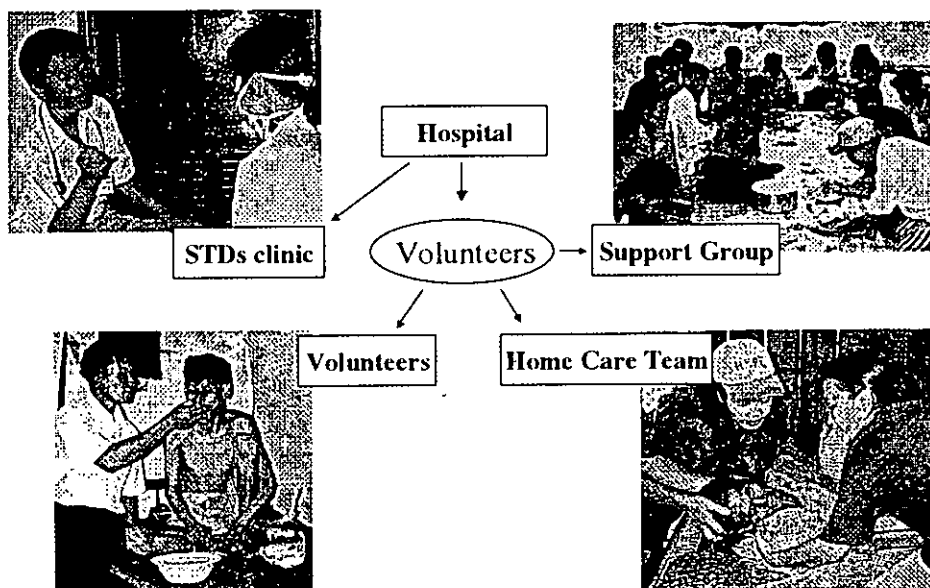 Hospital
STDs clinic
Volunteers
Support Group
Volunteers
Home Care Team